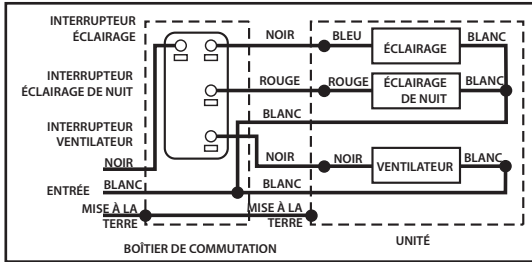 INTERRUPTEUR
ÉCLAIRAGE
NOIR
BLEU
ÉCLAIRAGE
BLANC
INTERRUPTEUR
ÉCLAIRAGE DE NUIT
ROUGE
ROUGE
ÉCLAIRAGE
DE NUIT
BLANC
BLANC
INTERRUPTEUR
VENTILATEUR
NOIR
NOIR
NOIR
VENTILATEUR
BLANC
ENTRÉE
BLANC
BLANC
MISE À LA
TERRE
MISE À LA
TERRE
BOÎTIER DE COMMUTATION
UNITÉ